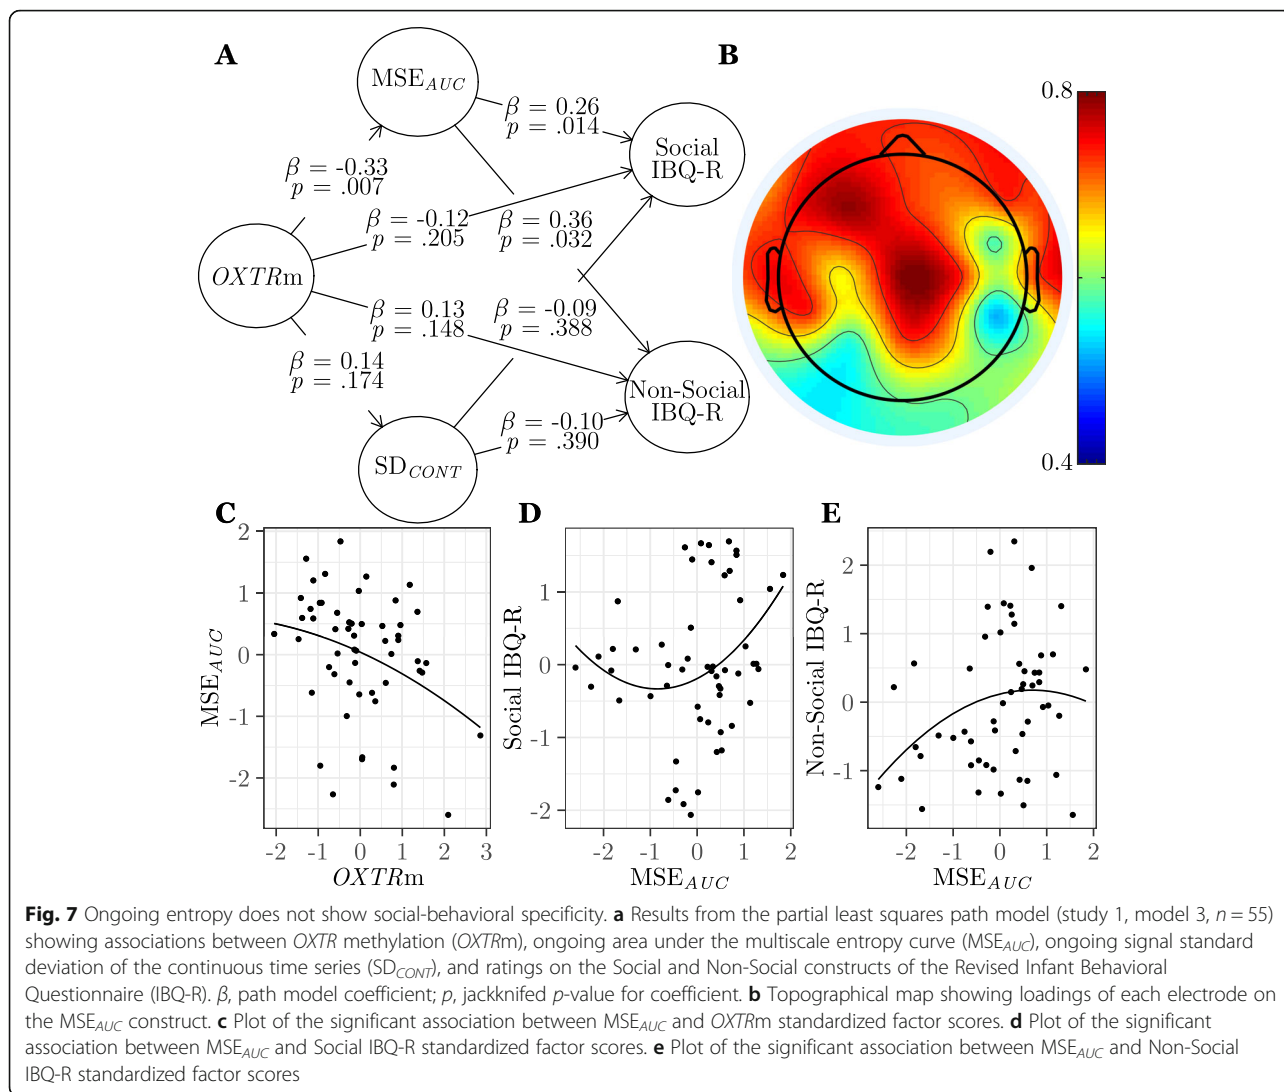 A
B
MSE_AUC
β = 0.26
p = .014
Social
IBQ-R
β = -0.33
p = .007
β = -0.12
p = .205
β = 0.36
p = .032
OXTRm
β = 0.13
p = .148
β = -0.09
p = .388
β = 0.14
p = .174
Non-Social
IBQ-R
β = -0.10
p = .390
SD_CONT
0.8
0.4
C
D
E
MSE_AUC
2
1
0
-1
-2
-2 -1 0 1 2 3
OXTRm
Social IBQ-R
1
0
-1
-2
-2 -1 0 1 2
MSE_AUC
Non-Social IBQ-R
2
1
0
-1
-2 -1 0 1 2
MSE_AUC
Fig. 7 Ongoing entropy does not show social-behavioral specificity. a Results from the partial least squares path model (study 1, model 3, n = 55)
showing associations between OXTR methylation (OXTRm), ongoing area under the multiscale entropy curve (MSE_AUC), ongoing signal standard
deviation of the continuous time series (SD_CONT), and ratings on the Social and Non-Social constructs of the Revised Infant Behavioral
Questionnaire (IBQ-R). β, path model coefficient; p, jackknifed p-value for coefficient. b Topographical map showing loadings of each electrode on
the MSE_AUC construct. c Plot of the significant association between MSE_AUC and OXTRm standardized factor scores. d Plot of the significant
association between MSE_AUC and Social IBQ-R standardized factor scores. e Plot of the significant association between MSE_AUC and Non-Social
IBQ-R standardized factor scores